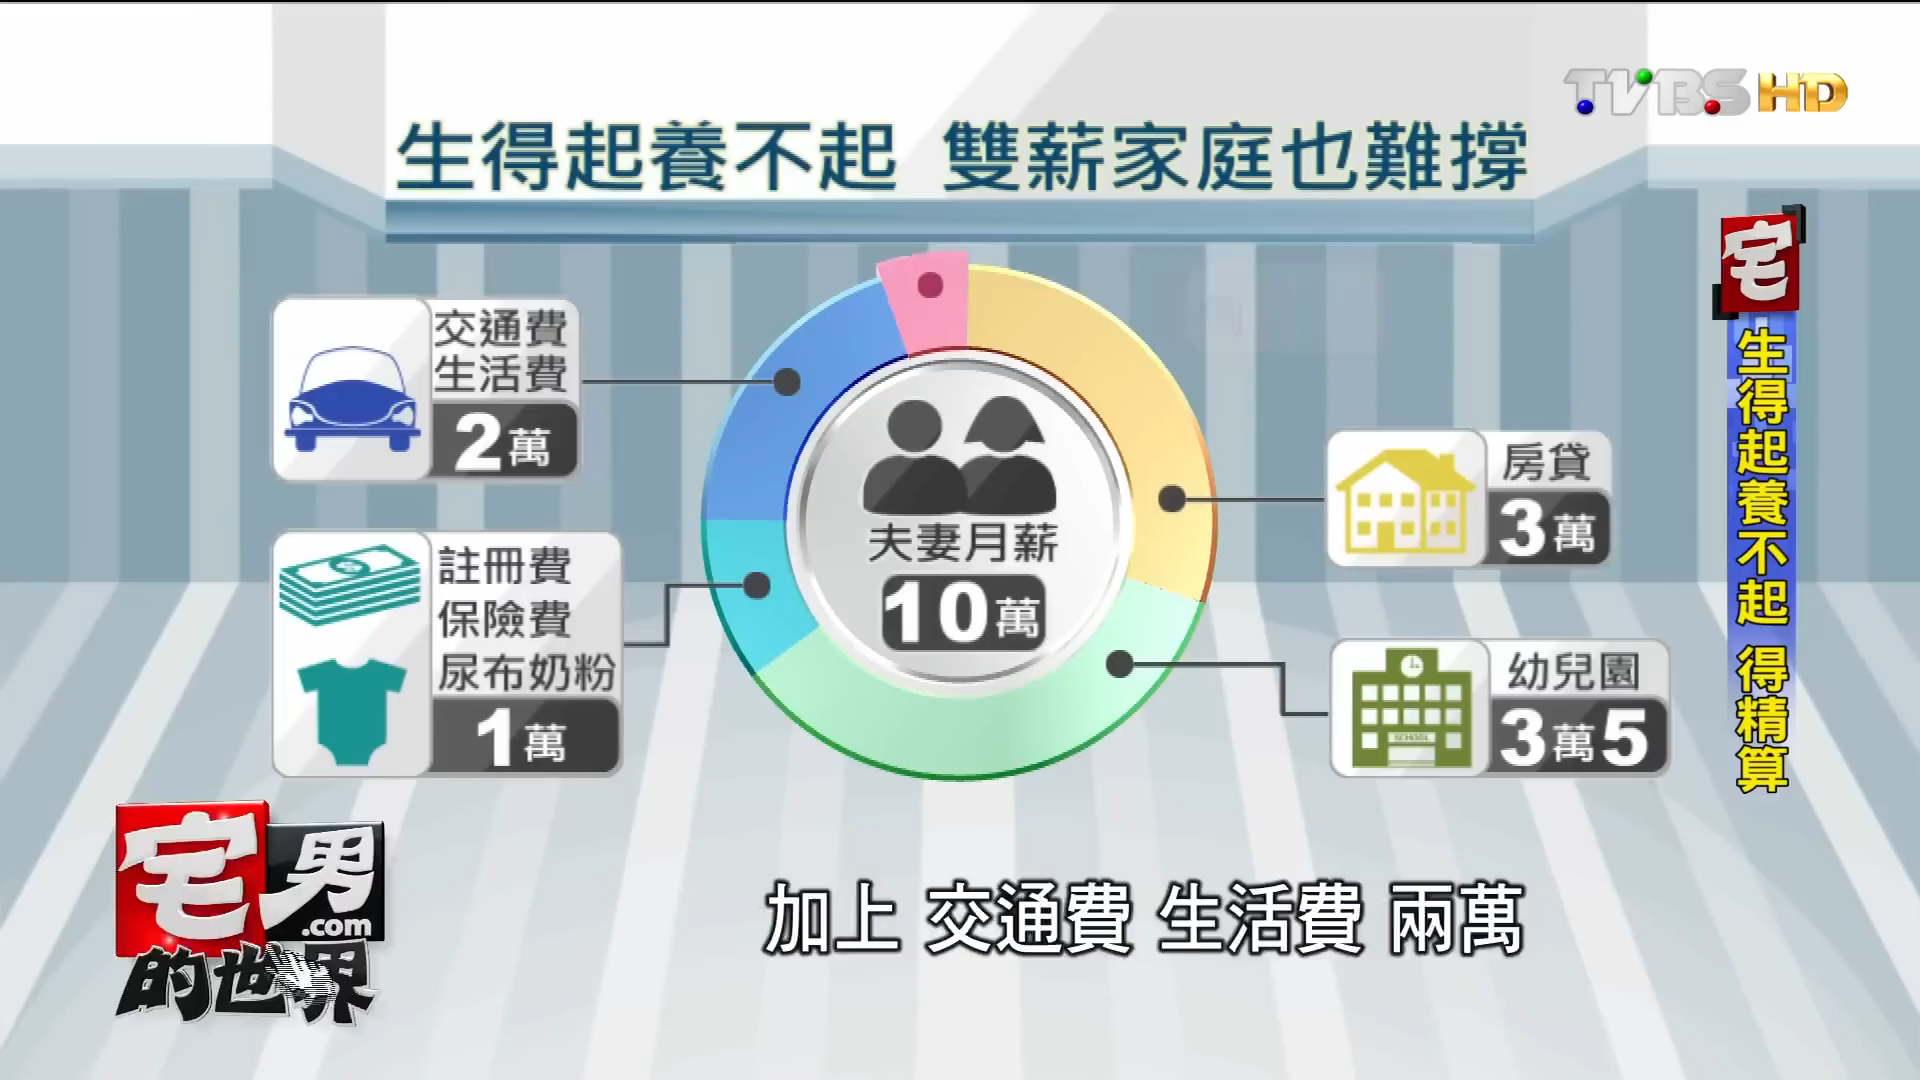 TVBS HD
生得起養不起 雙薪家庭也難撐
交通費
生活費
2萬
註冊費
保險費
尿布奶粉
1萬
夫妻月薪
10萬
房貸
3萬
幼兒園
SCHOOL
3萬5
宅
生得起養不起 得精算
宅男
.com
的世界
加上 交通費 生活費 兩萬